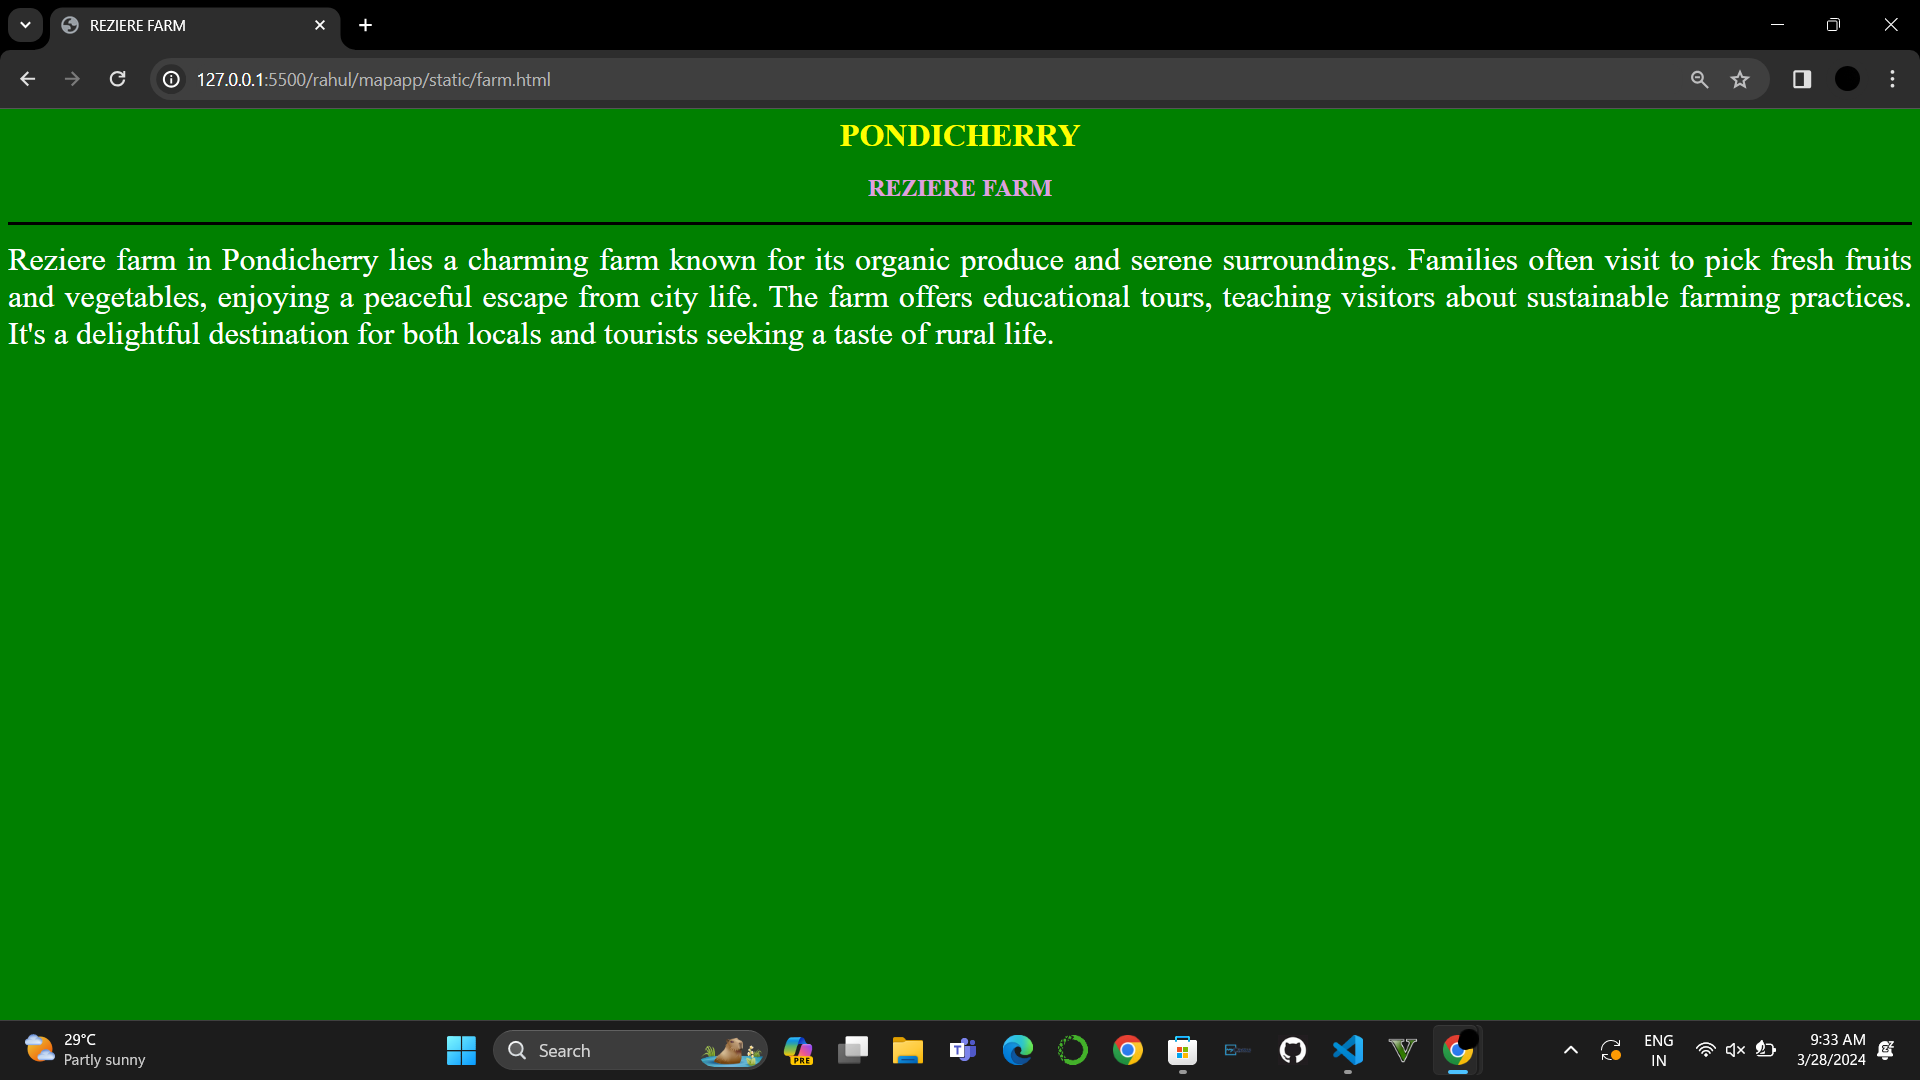 REZIERE FARM
127.0.0.1:5500/rahul/mapapp/static/farm.html
PONDICHERRY
REZIERE FARM
Reziere farm in Pondicherry lies a charming farm known for its organic produce and serene surroundings. Families often visit to pick fresh fruits
and vegetables, enjoying a peaceful escape from city life. The farm offers educational tours, teaching visitors about sustainable farming practices.
It's a delightful destination for both locals and tourists seeking a taste of rural life.
29°C
Partly sunny
Search
PRE
ENG
IN
9:33 AM
3/28/2024